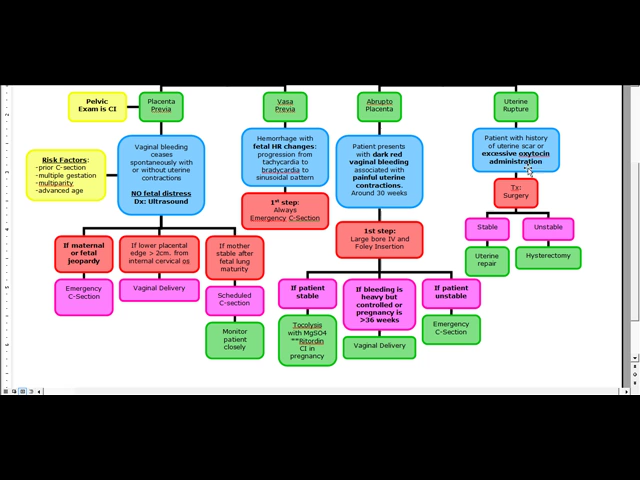 Pelvic
Exam is CI
Placenta
Previa
Vasa
Previa
Abrupto
Placenta
Uterine
Rupture
Risk Factors:
-prior C-section
-multiple gestation
-multiparity
-advanced age
Vaginal bleeding
ceases
spontaneously with
or without uterine
contractions
NO fetal distress
Dx: Ultrasound
Hemorrhage with
fetal HR changes:
progression from
tachycardia to
bradycardia to
sinusoidal pattern
Patient presents
with dark red
vaginal bleeding
associated with
painful uterine
contractions.
Around 30 weeks
Patient with history
of uterine scar or
excessive oxytocin
administration
1st step:
Always
Emergency C-Section
Tx:
Surgery
1st step:
Large bore IV and
Foley Insertion
Stable
Unstable
Uterine
repair
Hysterectomy
If maternal
or fetal
jeopardy
If lower placental
edge > 2cm. from
internal cervical os
If mother
stable after
fetal lung
maturity
Emergency
C-Section
Vaginal Delivery
Scheduled
C-section
Monitor
patient
closely
If patient
stable
If bleeding is
heavy but
controlled or
pregnancy is
>36 weeks
If patient
unstable
Tocolysis
with MgSO4
**Ritordin
CI in
pregnancy
Vaginal Delivery
Emergency
C-Section